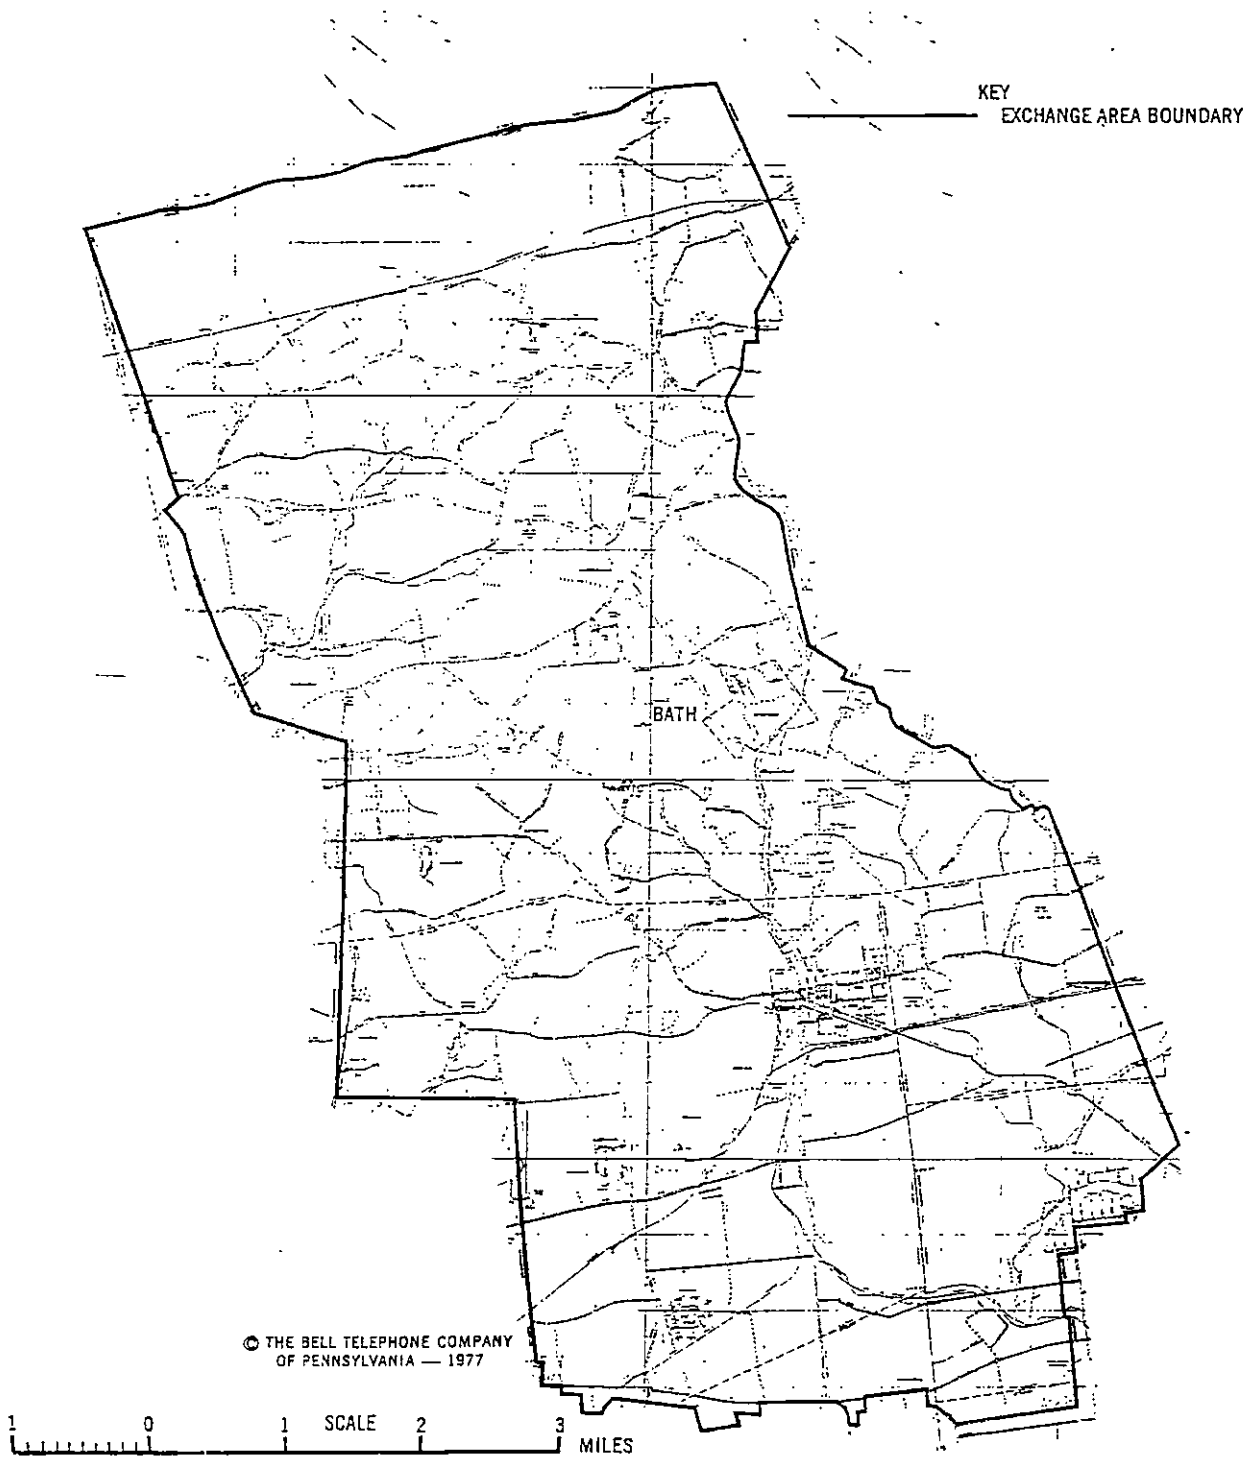 KEY
EXCHANGE AREA BOUNDARY
BATH
© THE BELL TELEPHONE COMPANY
OF PENNSYLVANIA — 1977
1 0 1 SCALE 2 3 MILES